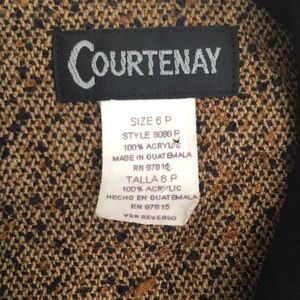 COURTENAY
SIZE 6 P
STYLE 8080 P
100% ACRYLIC
MADE IN GUATEMALA
RN 97815
TALLA 6 P
100% ACRYLIC
HECHO EN GUATEMALA
RN 97815
VER REVERSO